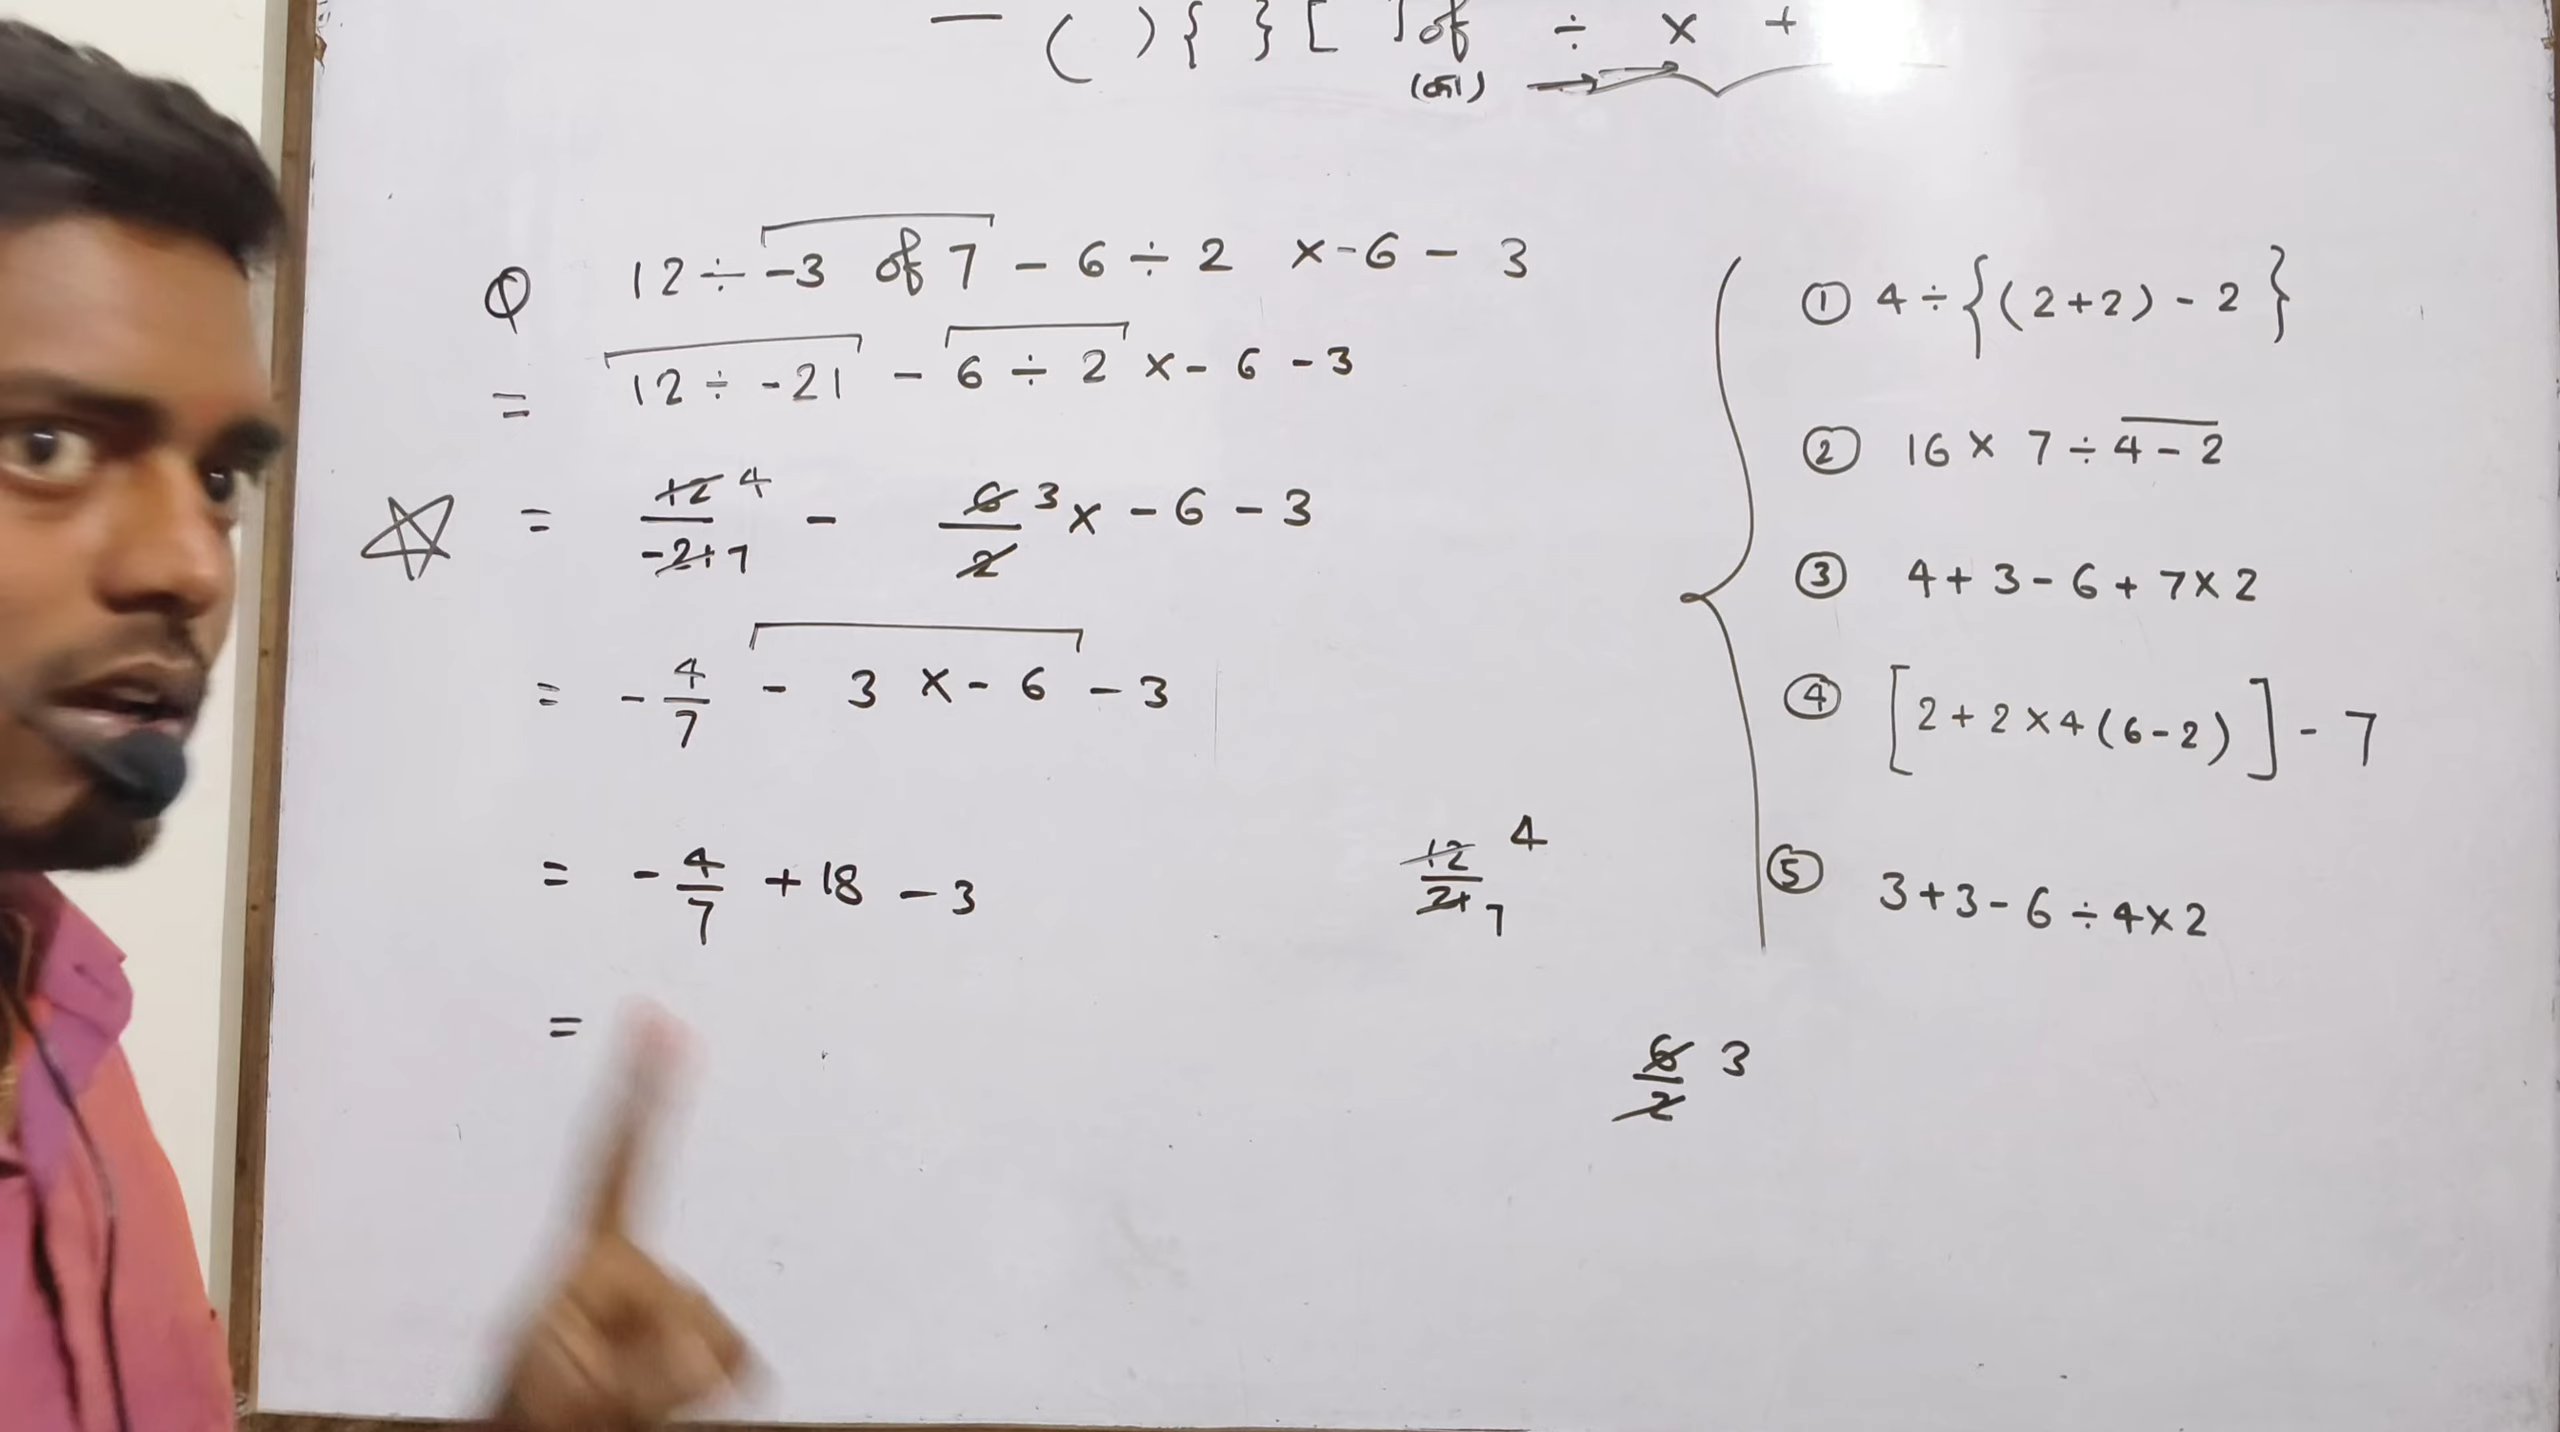 — ( ) { } [ ] of ÷ × +
(का)
Q 12 ÷ -3 of 7 - 6 ÷ 2 × -6 - 3
= 12 ÷ -21 - 6 ÷ 2 × - 6 - 3
= 12 4 / -21 7 - 6 3 / 2 × - 6 - 3
= - 4/7 - 3 × - 6 - 3
= - 4/7 + 18 - 3
=
12 4 / 21 7
6 3 / 2
① 4 ÷ { ( 2 + 2 ) - 2 }
② 16 × 7 ÷ 4 - 2
③ 4 + 3 - 6 + 7 × 2
④ [ 2 + 2 × 4 ( 6 - 2 ) ] - 7
⑤ 3 + 3 - 6 ÷ 4 × 2